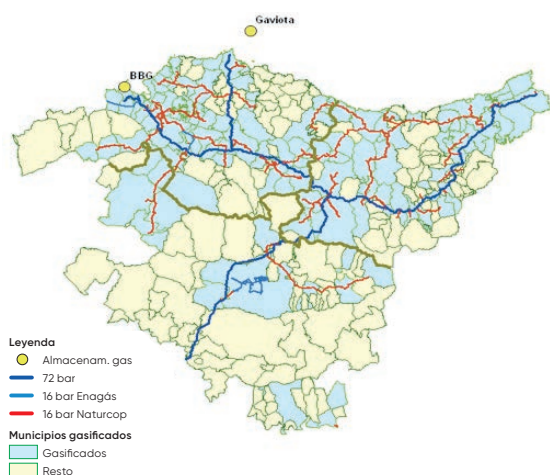 Gaviota
BBG
Leyenda
Almacenam. gas
72 bar
16 bar Enagás
16 bar Naturcop
Municipios gasificados
Gasificados
Resto